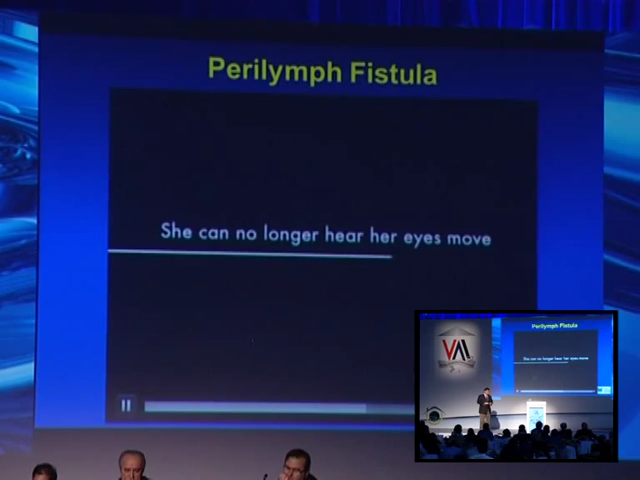 Perilymph Fistula
She can no longer hear her eyes move
VM
Perilymph Fistula
She can no longer hear her eyes move